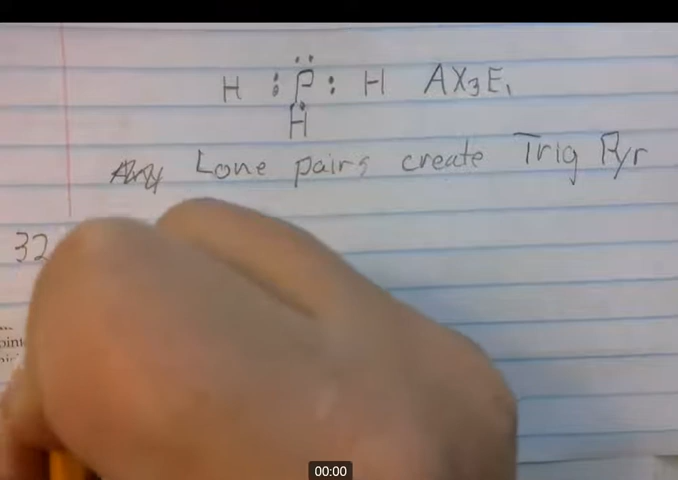 H : P : H AX3E1
H
Lone pairs create Trig Pyr
32
00:00